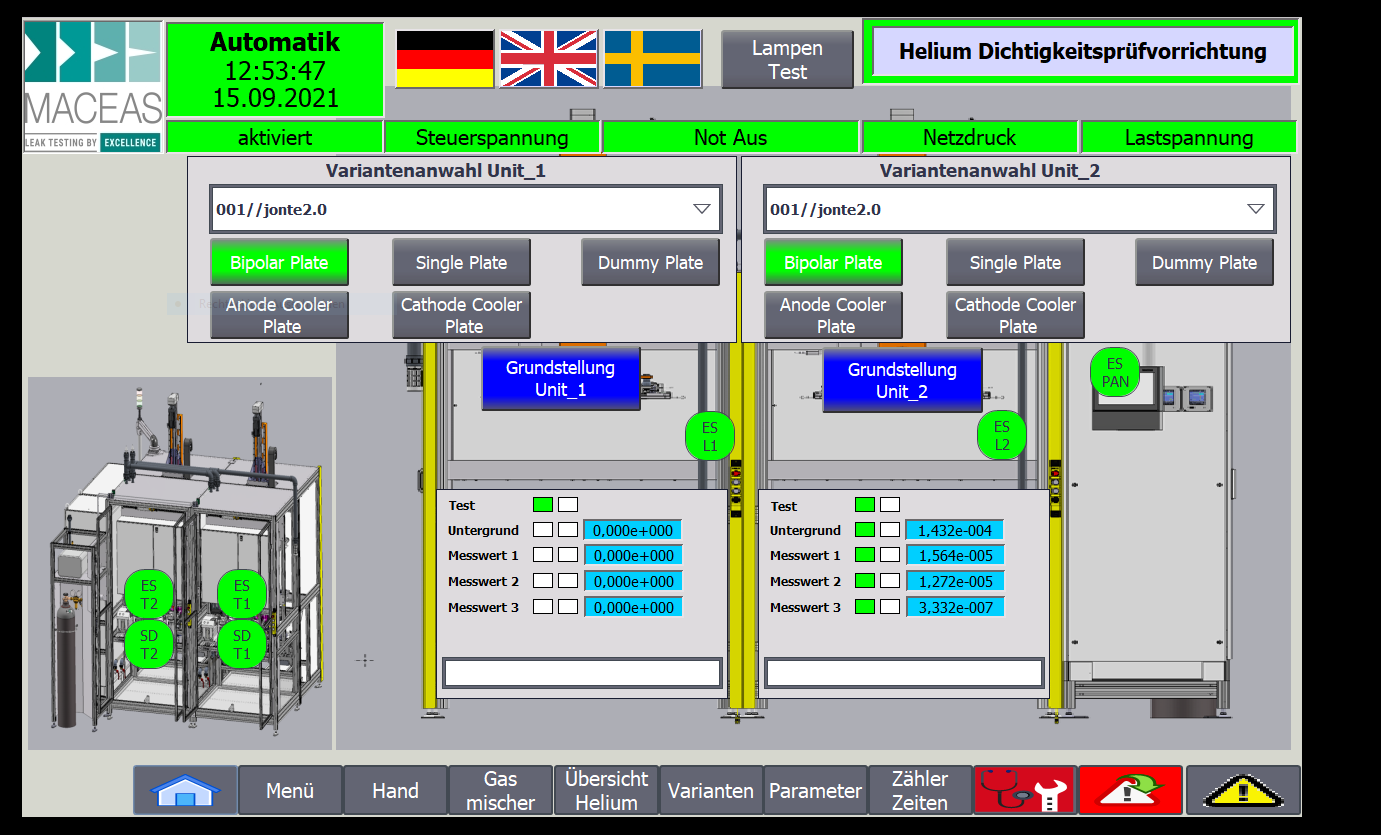 MACEAS
LEAK TESTING BY EXCELLENCE
Automatik
12:53:47
15.09.2021
Lampen
Test
Helium Dichtigkeitsprüfvorrichtung
aktiviert
Steuerspannung
Not Aus
Netzdruck
Lastspannung
Variantenanwahl Unit_1
001//jonte2.0
Bipolar Plate
Single Plate
Dummy Plate
Anode Cooler
Plate
Cathode Cooler
Plate
Variantenanwahl Unit_2
001//jonte2.0
Bipolar Plate
Single Plate
Dummy Plate
Anode Cooler
Plate
Cathode Cooler
Plate
Grundstellung
Unit_1
Grundstellung
Unit_2
ES
PAN
ES
L1
ES
L2
ES
T2
ES
T1
SD
T2
SD
T1
Test
Untergrund 0,000e+000
Messwert 1 0,000e+000
Messwert 2 0,000e+000
Messwert 3 0,000e+000
Test
Untergrund 1,432e-004
Messwert 1 1,564e-005
Messwert 2 1,272e-005
Messwert 3 3,332e-007
Menü
Hand
Gas
mischer
Übersicht
Helium
Varianten
Parameter
Zähler
Zeiten